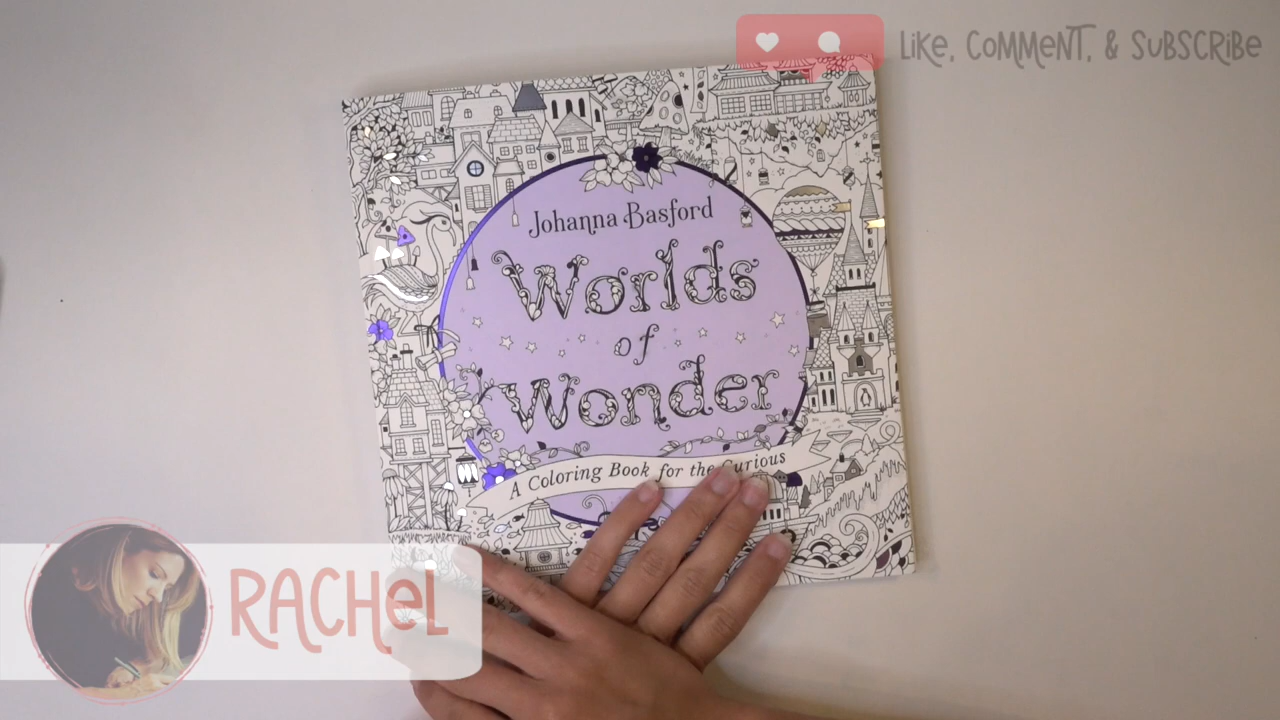 LIKE, COMMENT, & SUBSCRIBE
Johanna Basford
Worlds
of
Wonder
A Coloring Book for the Curious
RACHEL